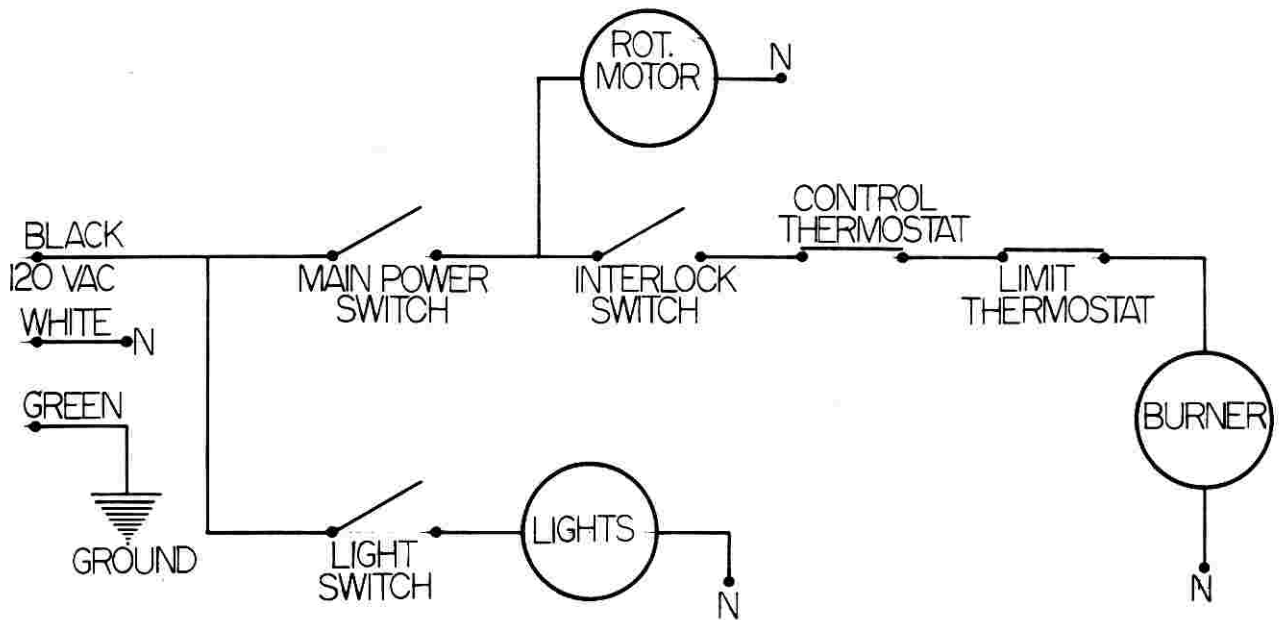 ROT.
MOTOR
N
CONTROL
THERMOSTAT
BLACK
120 VAC
MAIN POWER
SWITCH
INTERLOCK
SWITCH
LIMIT
THERMOSTAT
WHITE
N
GREEN
BURNER
GROUND
LIGHT
SWITCH
LIGHTS
N
N